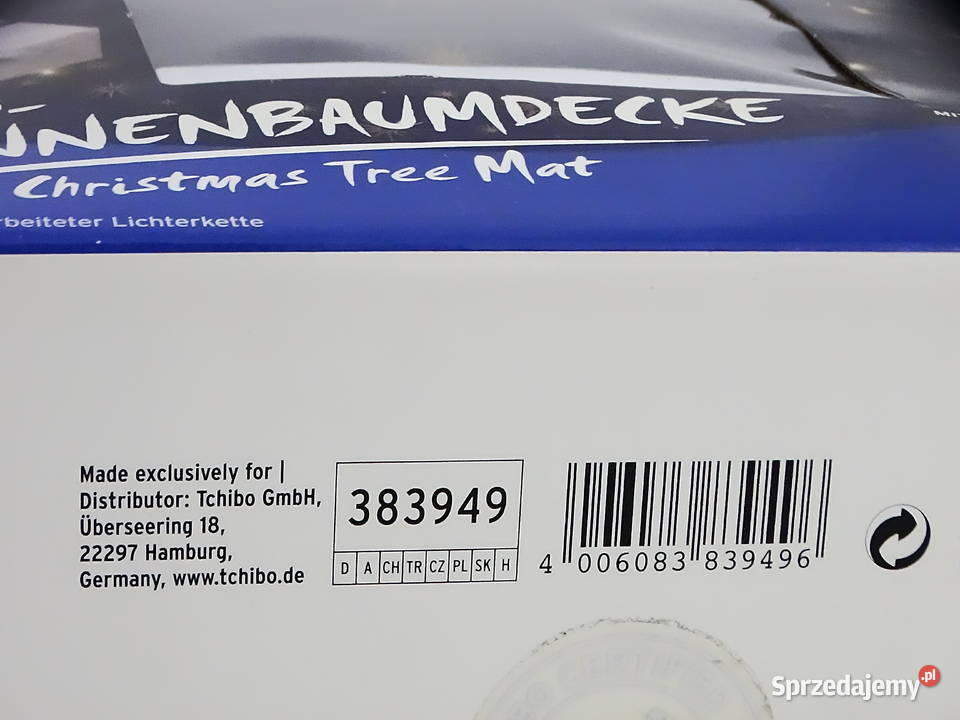 NNENBAUMDECKE
Christmas Tree Mat
rbeiteter Lichterkette
Made exclusively for |
Distributor: Tchibo GmbH,
Überseering 18,
22297 Hamburg,
Germany, www.tchibo.de
383949
D A CH TR CZ PL SK H
4 006083 839496
Sprzedajemy.pl